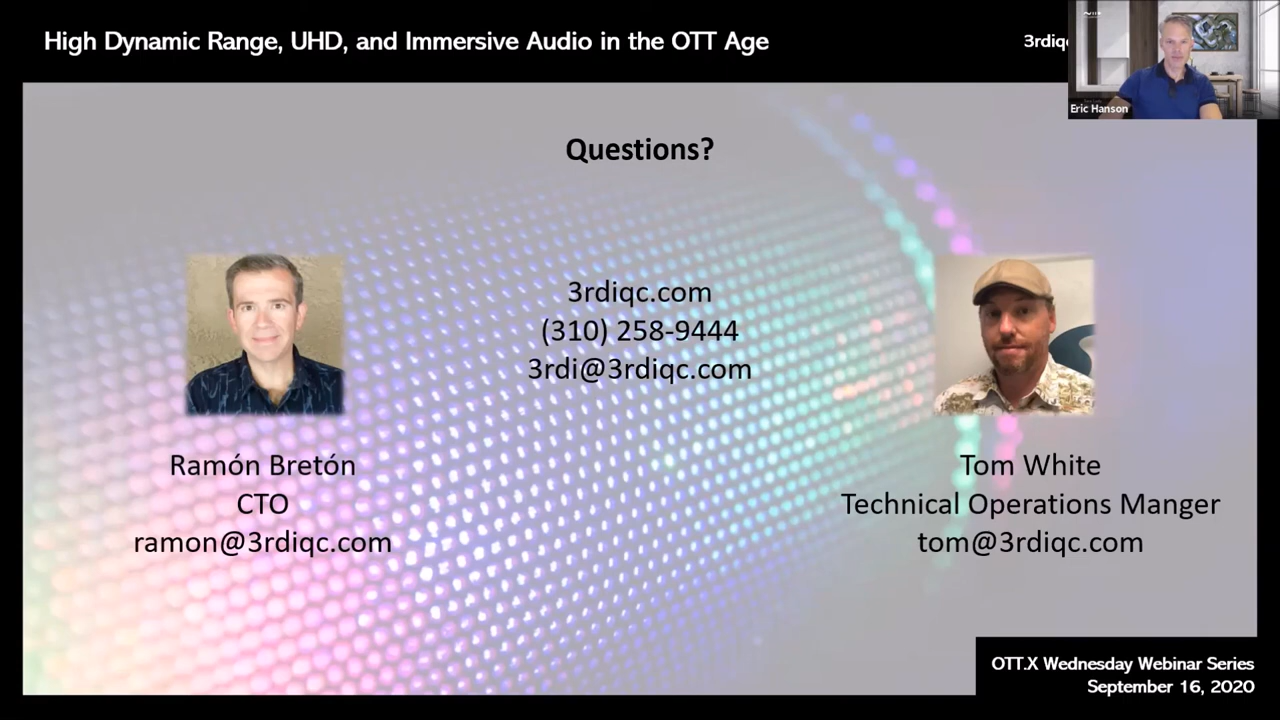 High Dynamic Range, UHD, and Immersive Audio in the OTT Age
3rdiqc
Eric Hanson
Questions?
3rdiqc.com
(310) 258-9444
3rdi@3rdiqc.com
Ramón Bretón
CTO
ramon@3rdiqc.com
Tom White
Technical Operations Manger
tom@3rdiqc.com
OTT.X Wednesday Webinar Series
September 16, 2020